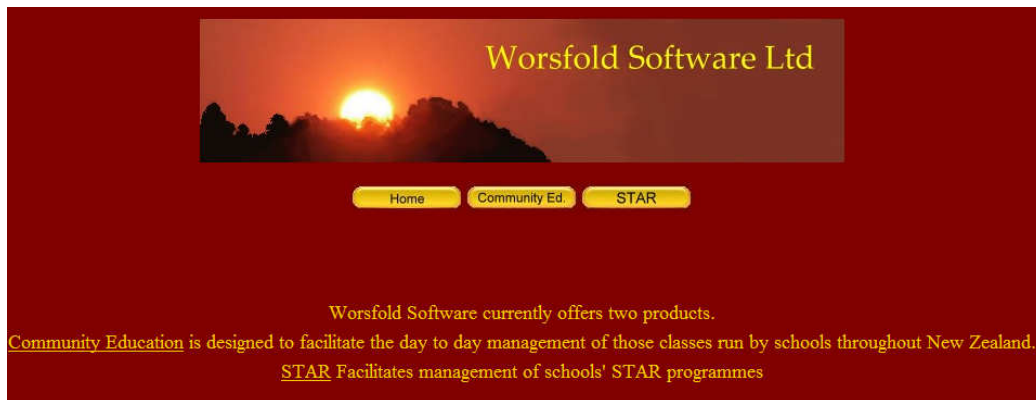 Worsfold Software Ltd
Home Community Ed. STAR
Worsfold Software currently offers two products.
Community Education is designed to facilitate the day to day management of those classes run by schools throughout New Zealand.
STAR Facilitates management of schools' STAR programmes